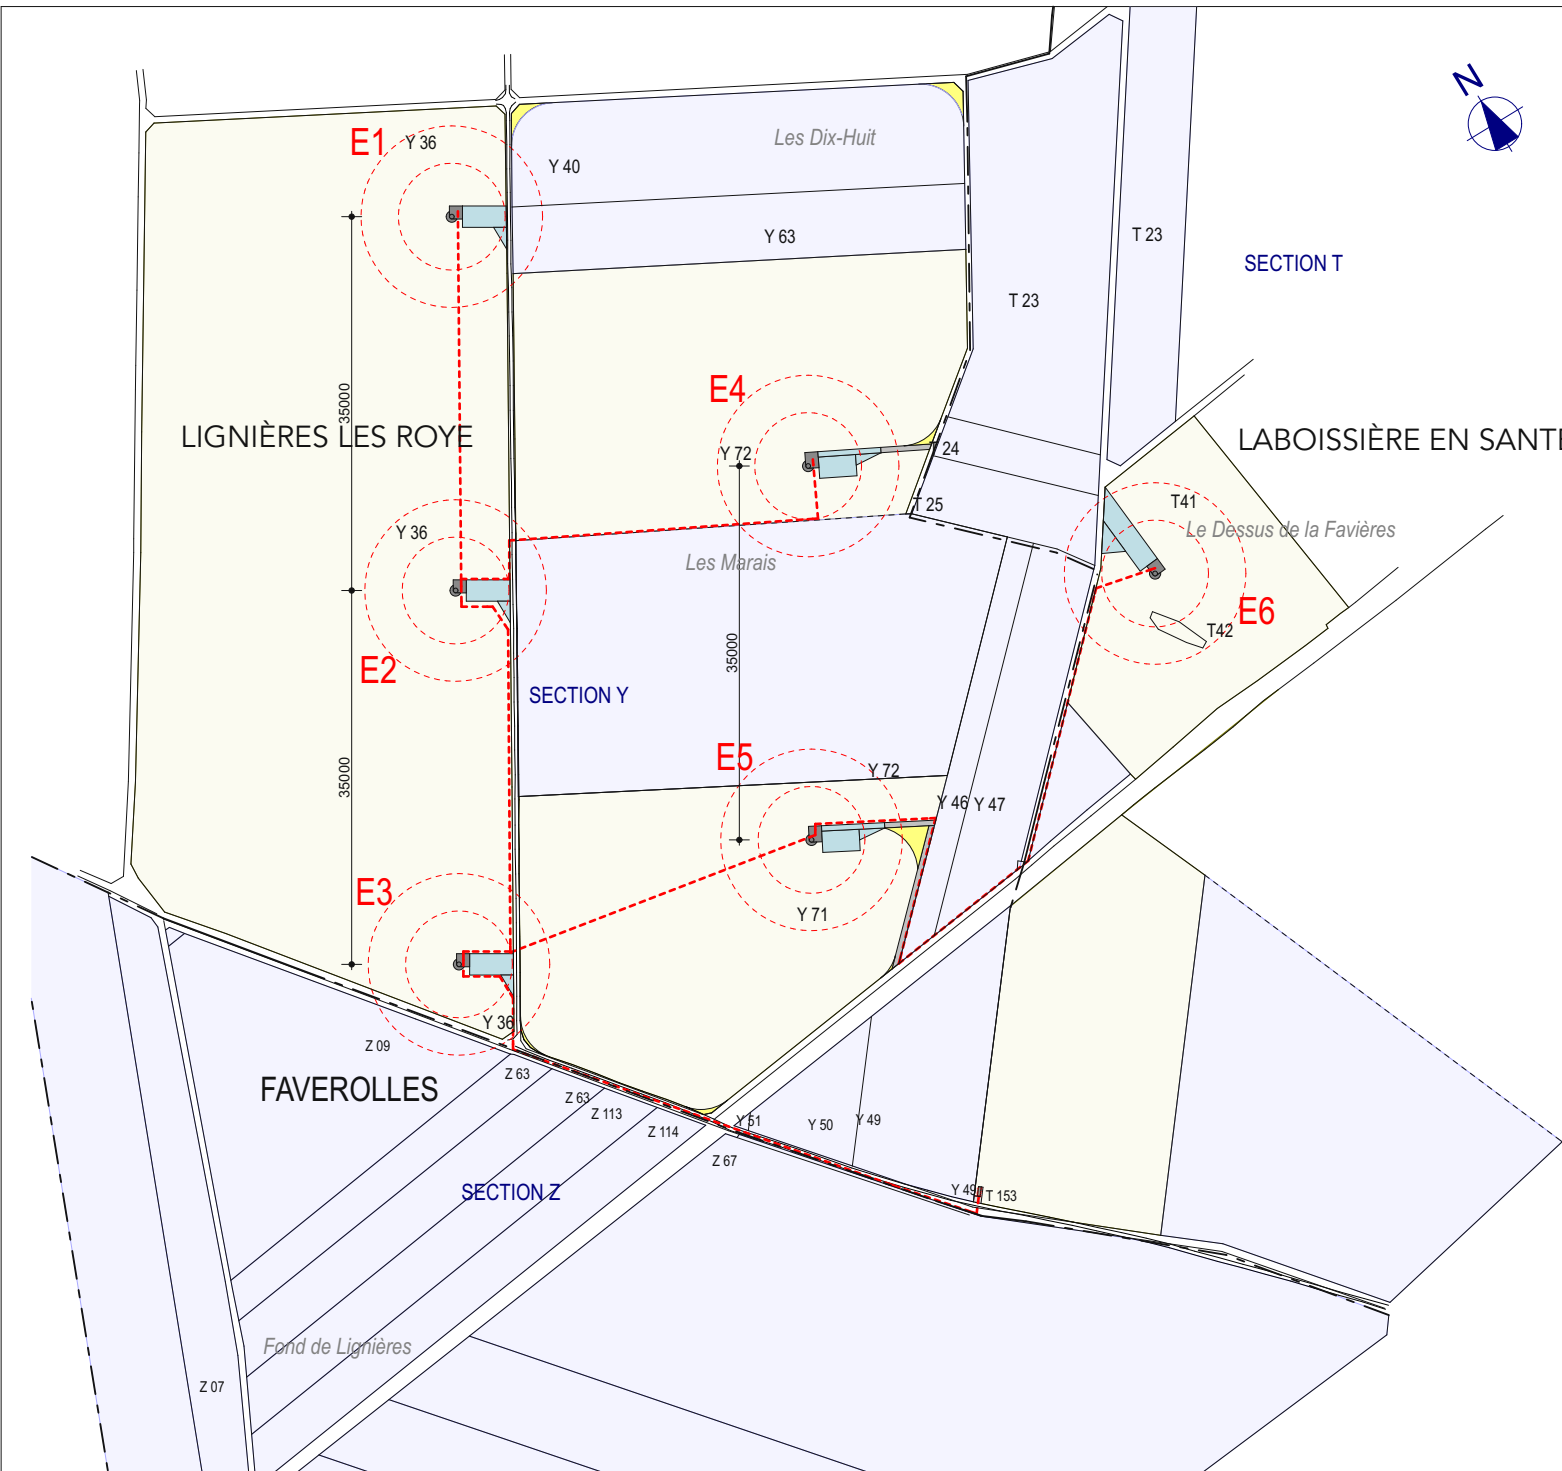 N
Les Dix-Huit
E1
Y 36
Y 40
Y 63
T 23
SECTION T
T 23
35000
E4
LIGNIÈRES LES ROYE
LABOISSIÈRE EN SANTE
Y 72
24
T 25
T41
Le Dessus de la Favières
Y 36
Les Marais
E6
T42
E2
35000
SECTION Y
E5
Y 72
35000
Y 46
Y 47
E3
Y 71
Y 36
Z 09
Z 63
FAVEROLLES
Z 63
Z 113
Z 114
Y 51
Y 50
Y 49
Z 67
SECTION Z
Y 49
T 153
Fond de Lignières
Z 07